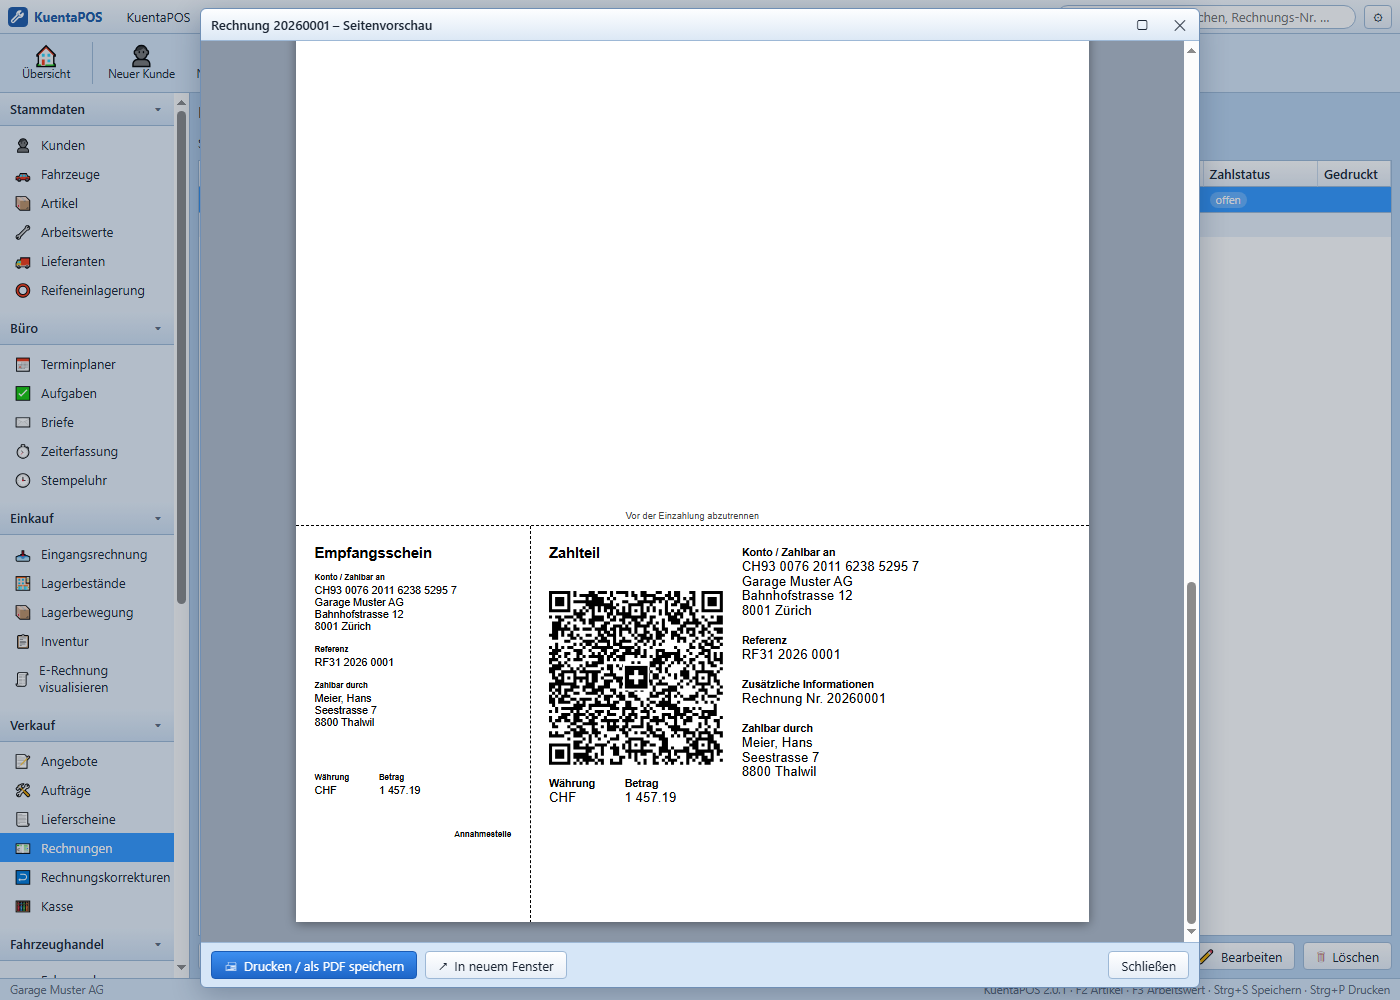 KuentaPOS
KuentaPOS
Rechnung 20260001 – Seitenvorschau
chen, Rechnungs-Nr. ...
Übersicht
Neuer Kunde
Stammdaten
Kunden
Fahrzeuge
Artikel
Arbeitswerte
Lieferanten
Reifeneinlagerung
Büro
Terminplaner
Aufgaben
Briefe
Zeiterfassung
Stempeluhr
Einkauf
Eingangsrechnung
Lagerbestände
Lagerbewegung
Inventur
E-Rechnung
visualisieren
Verkauf
Angebote
Aufträge
Lieferscheine
Rechnungen
Rechnungskorrekturen
Kasse
Fahrzeughandel
Zahlstatus
Gedruckt
offen
Vor der Einzahlung abzutrennen
Empfangsschein
Konto / Zahlbar an
CH93 0076 2011 6238 5295 7
Garage Muster AG
Bahnhofstrasse 12
8001 Zürich
Referenz
RF31 2026 0001
Zahlbar durch
Meier, Hans
Seestrasse 7
8800 Thalwil
Währung Betrag
CHF 1 457.19
Annahmestelle
Zahlteil
Währung Betrag
CHF 1 457.19
Konto / Zahlbar an
CH93 0076 2011 6238 5295 7
Garage Muster AG
Bahnhofstrasse 12
8001 Zürich
Referenz
RF31 2026 0001
Zusätzliche Informationen
Rechnung Nr. 20260001
Zahlbar durch
Meier, Hans
Seestrasse 7
8800 Thalwil
Drucken / als PDF speichern
In neuem Fenster
Schließen
Bearbeiten
Löschen
Garage Muster AG
KuentaPOS 2.0.1 · F2 Artikel · F3 Arbeitswert · Strg+S Speichern · Strg+P Drucken